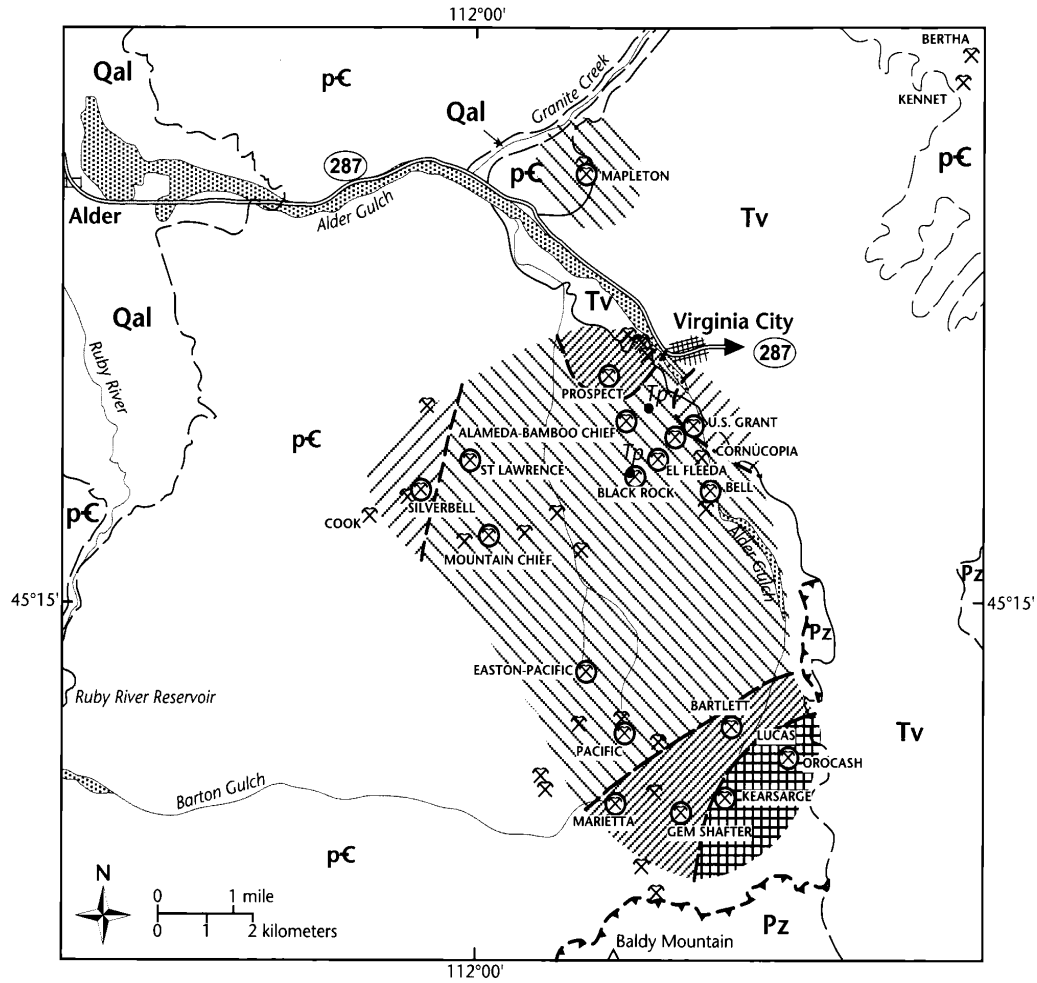 112°00'
BERTHA
Qal
p€
Granite Creek
Qal
KENNET
287
p€
MAPLETON
p€
Alder
Alder Gulch
Tv
Tv
Qal
Virginia City
287
Ruby River
PROSPECT
Tp
U.S. GRANT
ALAMEDA-BAMBOO CHIEF
p€
CORNUCOPIA
Tp
ST LAWRENCE
EL FLEEDA
BLACK ROCK
BELL
SILVERBELL
p€
COOK
Alder Gulch
MOUNTAIN CHIEF
Pz
45°15'
45°15'
Pz
EASTON-PACIFIC
Ruby River Reservoir
BARTLETT
Tv
LUCAS
PACIFIC
OROCASH
Barton Gulch
KEARSARGE
MARIETTA
GEM SHAFTER
p€
N
0 1 mile
0 1 2 kilometers
Pz
Baldy Mountain
112°00'